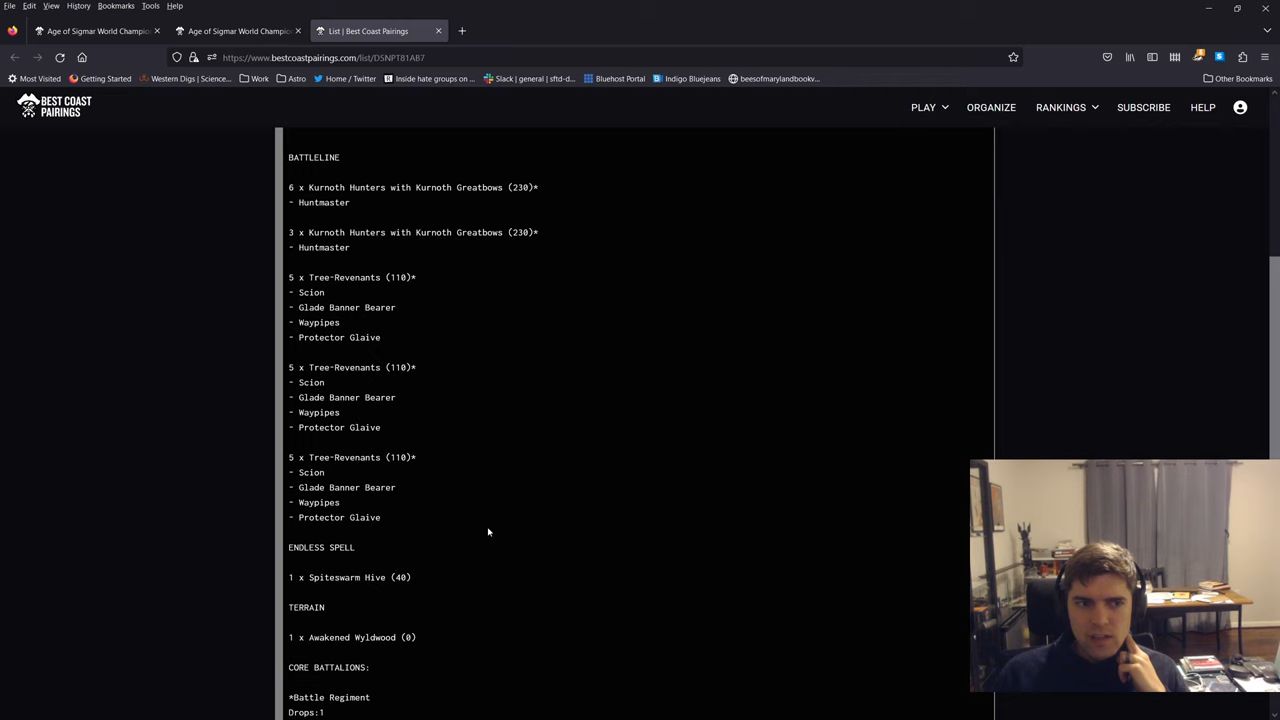 File Edit View History Bookmarks Tools Help
Age of Sigmar World Champion
Age of Sigmar World Champion
List | Best Coast Pairings
https://www.bestcoastpairings.com/list/D5NPT81AB7
Most Visited
Getting Started
Western Digs | Science...
Work
Astro
Home / Twitter
Inside hate groups on ...
Slack | general | sftd-d...
Bluehost Portal
Indigo Bluejeans
beesofmarylandbookv...
Other Bookmarks
BEST COAST
PAIRINGS
PLAY
ORGANIZE
RANKINGS
SUBSCRIBE
HELP
BATTLELINE
6 x Kurnoth Hunters with Kurnoth Greatbows (230)*
- Huntmaster
3 x Kurnoth Hunters with Kurnoth Greatbows (230)*
- Huntmaster
5 x Tree-Revenants (110)*
- Scion
- Glade Banner Bearer
- Waypipes
- Protector Glaive
5 x Tree-Revenants (110)*
- Scion
- Glade Banner Bearer
- Waypipes
- Protector Glaive
5 x Tree-Revenants (110)*
- Scion
- Glade Banner Bearer
- Waypipes
- Protector Glaive
ENDLESS SPELL
1 x Spiteswarm Hive (40)
TERRAIN
1 x Awakened Wyldwood (0)
CORE BATTALIONS:
*Battle Regiment
Drops:1